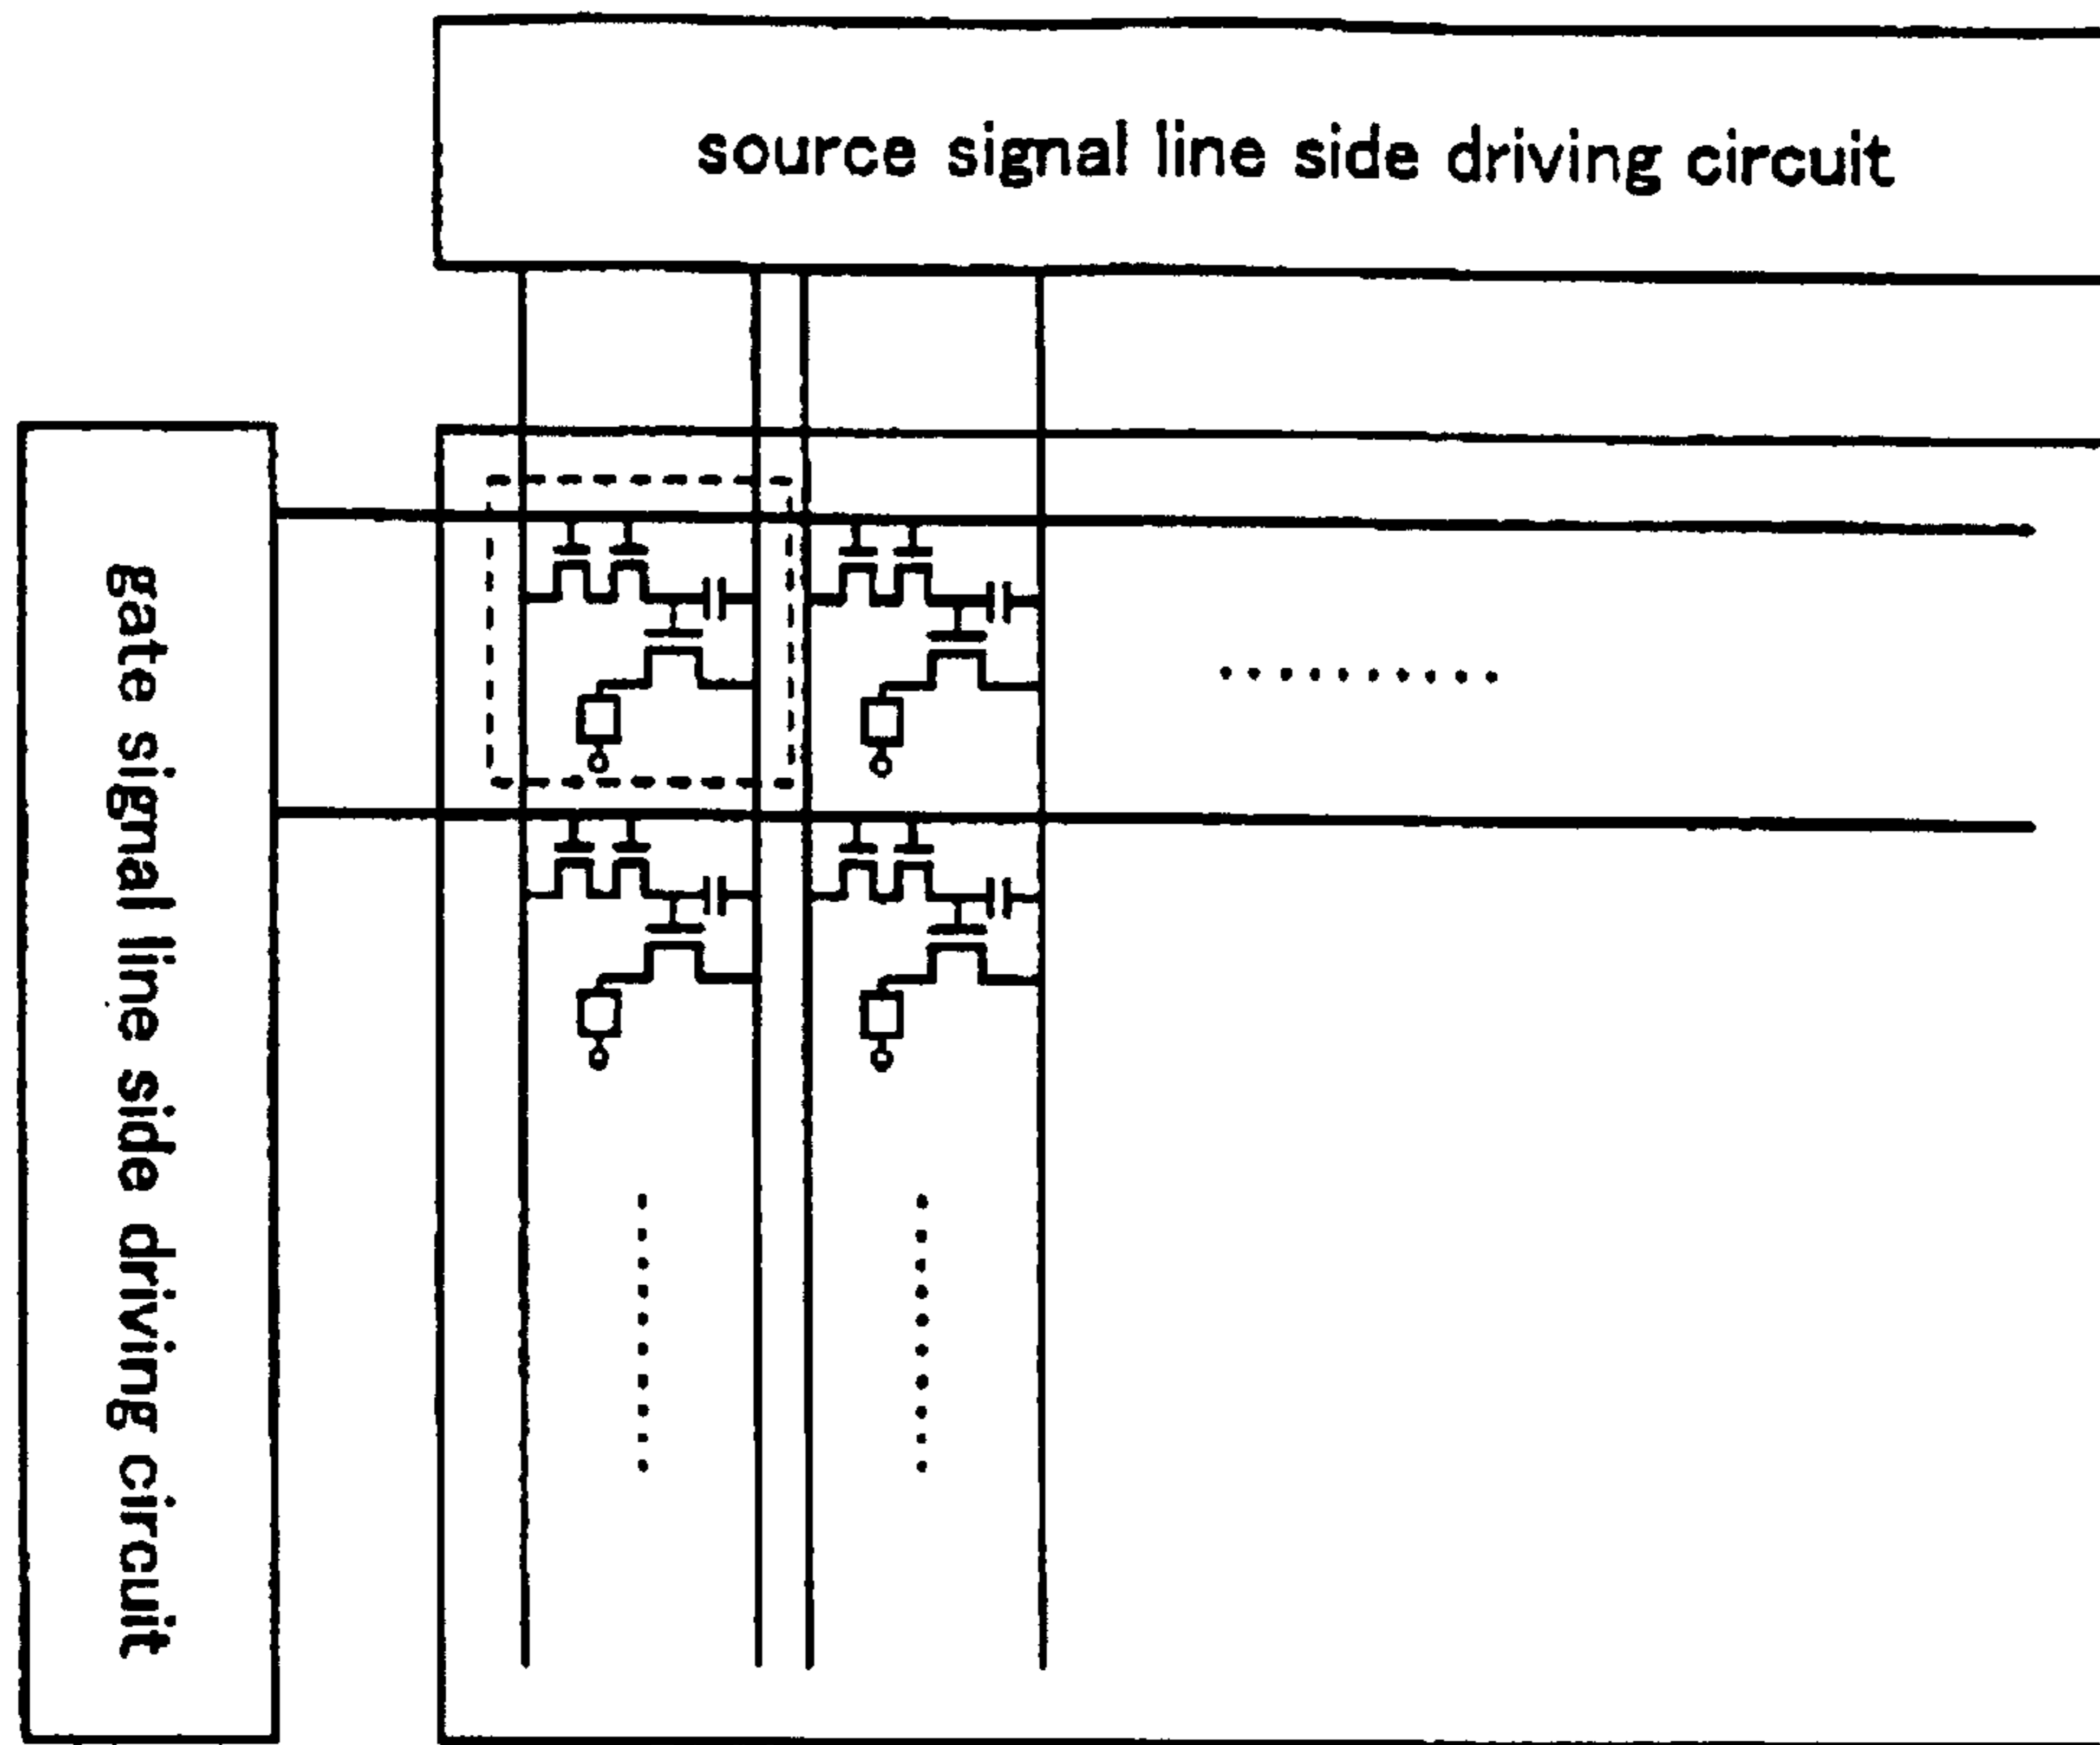 source signal line side driving circuit
gate signal line side driving circuit